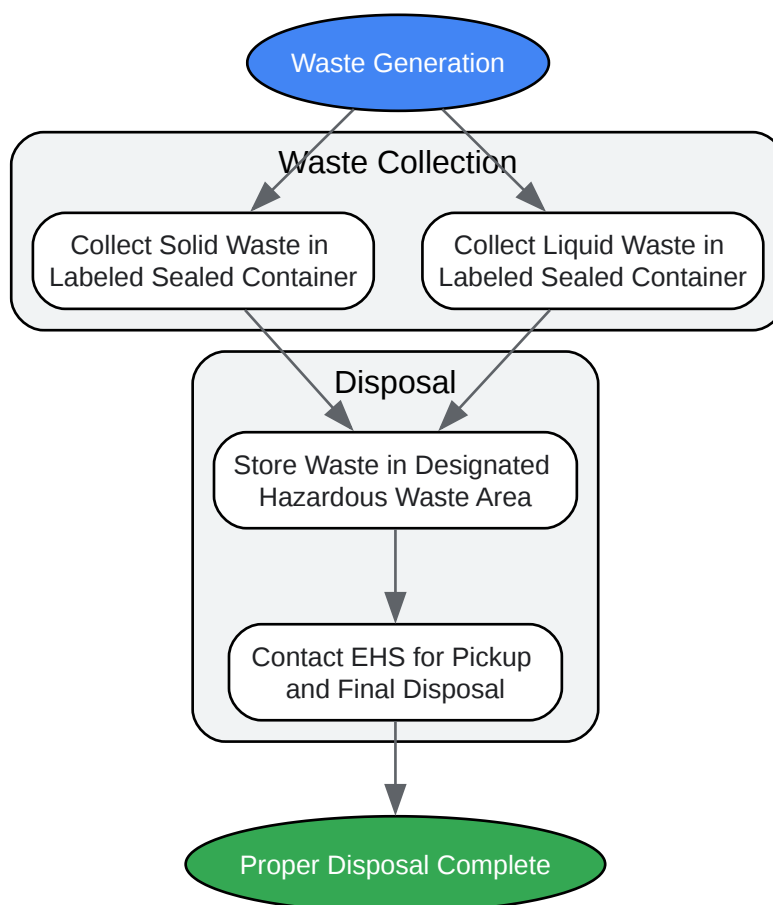 Waste Generation
Waste Collection
Collect Solid Waste in
Labeled Sealed Container
Collect Liquid Waste in
Labeled Sealed Container
Disposal
Store Waste in Designated
Hazardous Waste Area
Contact EHS for Pickup
and Final Disposal
Proper Disposal Complete